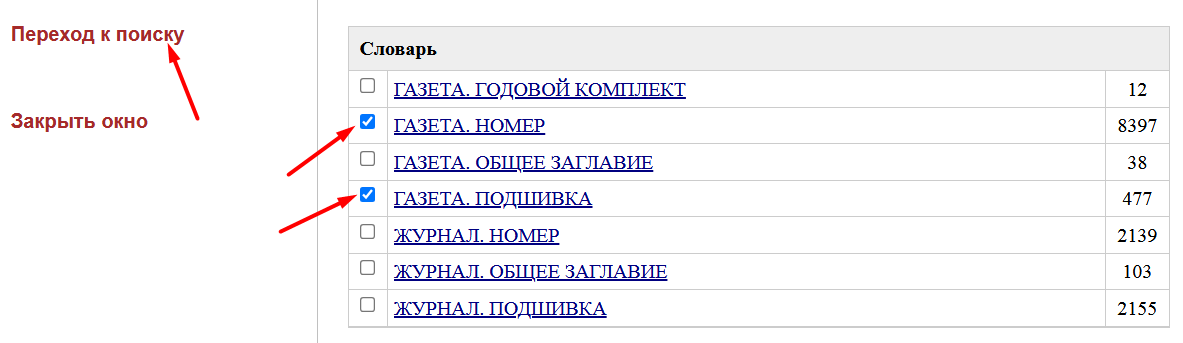 Переход к поиску
Закрыть окно
Словарь
ГАЗЕТА. ГОДОВОЙ КОМПЛЕКТ 12
ГАЗЕТА. НОМЕР 8397
ГАЗЕТА. ОБЩЕЕ ЗАГЛАВИЕ 38
ГАЗЕТА. ПОДШИВКА 477
ЖУРНАЛ. НОМЕР 2139
ЖУРНАЛ. ОБЩЕЕ ЗАГЛАВИЕ 103
ЖУРНАЛ. ПОДШИВКА 2155